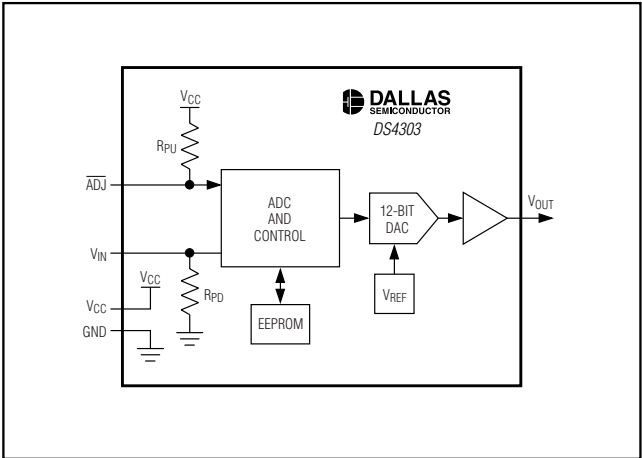 DALLAS
SEMICONDUCTOR
DS4303
VCC
RPU
ADJ
ADC
AND
CONTROL
12-BIT
DAC
VOUT
VIN
VCC
RPD
VREF
VCC
EEPROM
GND